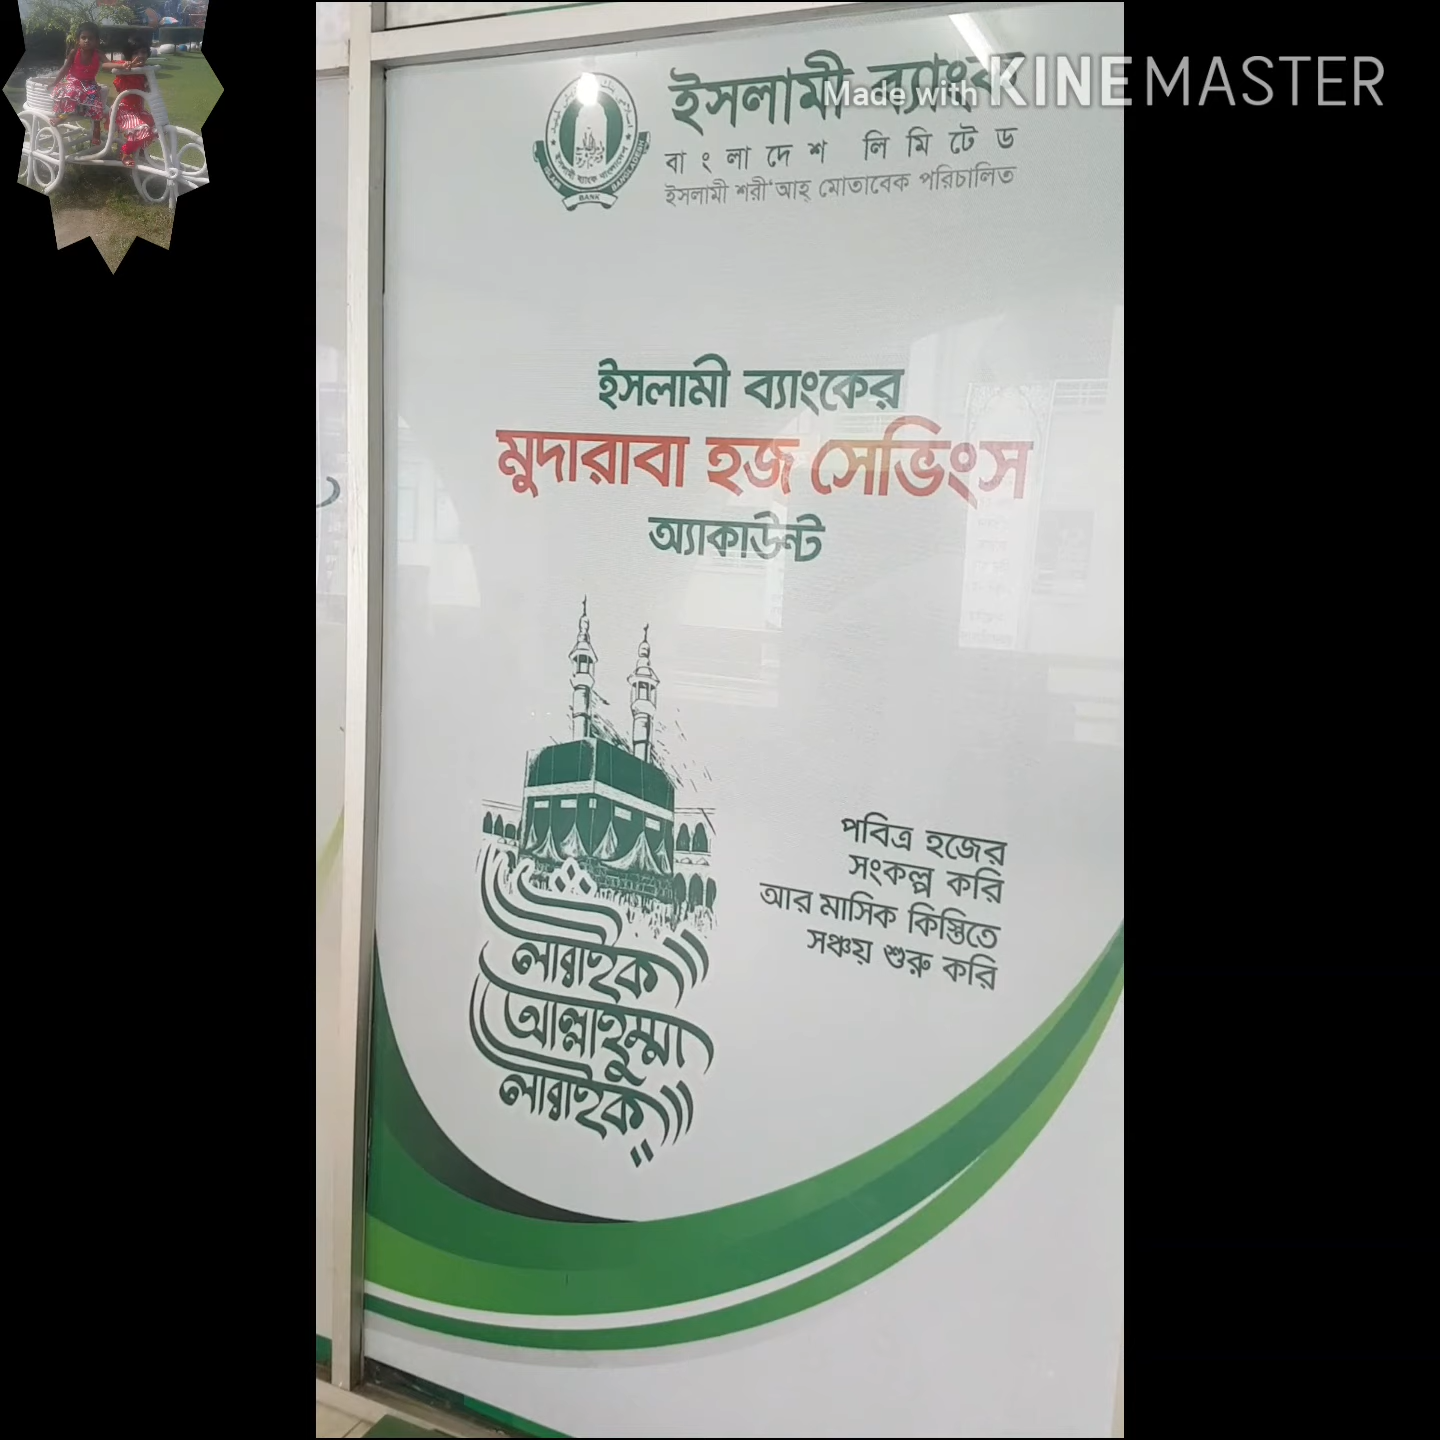 ইসলামী ব্যাংক
Made with KINEMASTER
বাংলাদেশ লিমিটেড
ইসলামী শরী'আহ্ মোতাবেক পরিচালিত
BANK
ইসলামী ব্যাংকের
মুদারাবা হজ সেভিংস
অ্যাকাউন্ট
পবিত্র হজের
সংকল্প করি
আর মাসিক কিস্তিতে
সঞ্চয় শুরু করি
লাব্বাইক
আল্লাহুম্মা
লাব্বাইক